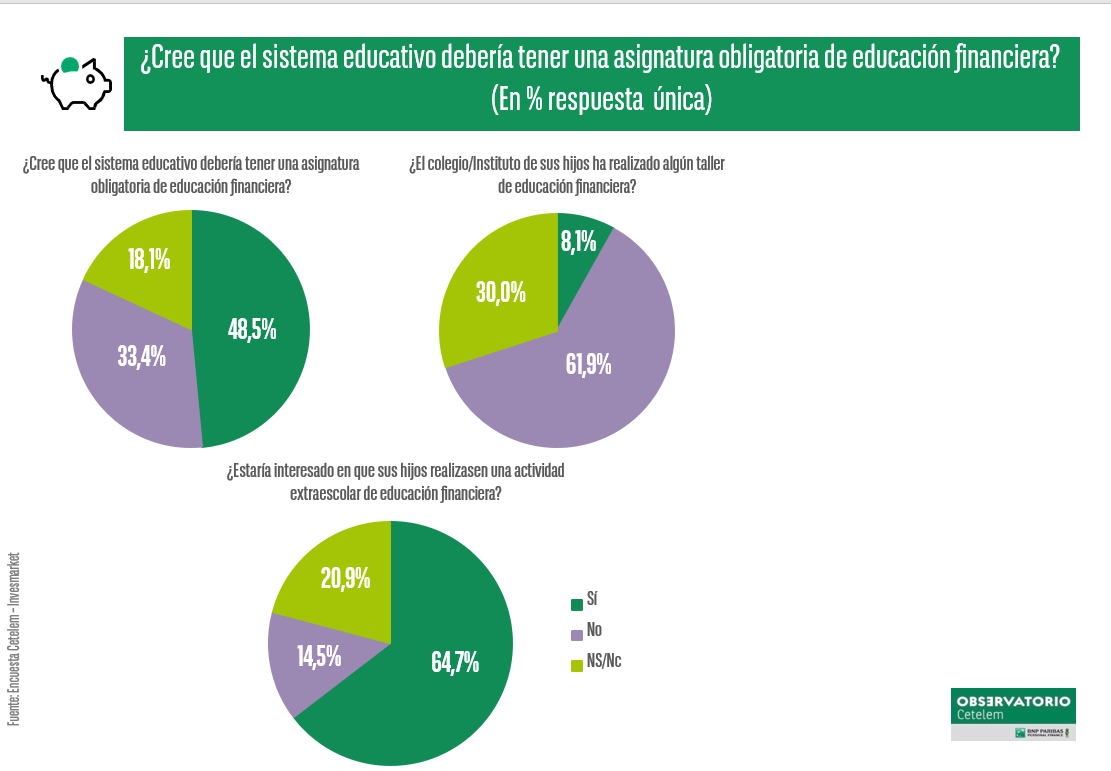 ¿Cree que el sistema educativo debería tener una asignatura obligatoria de educación financiera?
(En % respuesta única)
¿Cree que el sistema educativo debería tener una asignatura
obligatoria de educación financiera?
18,1%
48,5%
33,4%
¿El colegio/Instituto de sus hijos ha realizado algún taller
de educación financiera?
8,1%
30,0%
61,9%
¿Estaría interesado en que sus hijos realizasen una actividad
extraescolar de educación financiera?
20,9%
14,5%
64,7%
Sí
No
NS/Nc
Fuente: Encuesta Cetelem – Invesmarket
OBSERVATORIO
Cetelem
BNP PARIBAS
PERSONAL FINANCE